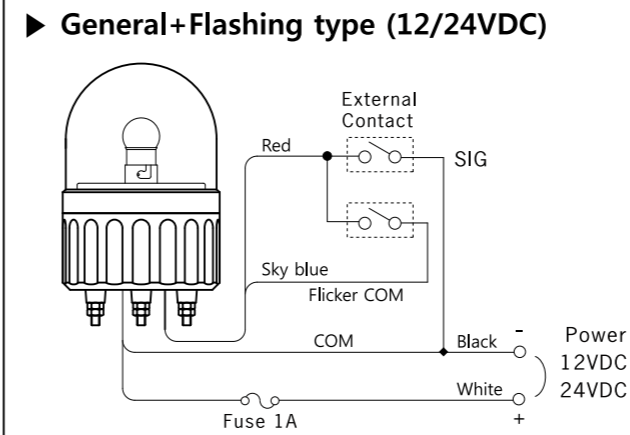 ▶ General+Flashing type (12/24VDC)
External
Contact
Red
SIG
Sky blue
Flicker COM
COM
Black
-
Power
12VDC
24VDC
White
+
Fuse 1A